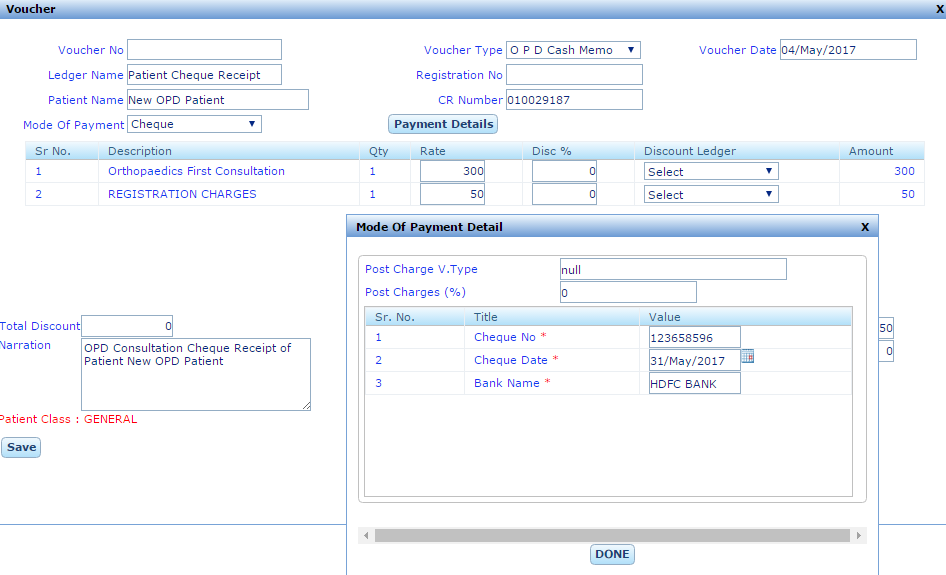 Voucher X
Voucher No Voucher Type O P D Cash Memo Voucher Date 04/May/2017
Ledger Name Patient Cheque Receipt Registration No
Patient Name New OPD Patient CR Number 010029187
Mode Of Payment Cheque Payment Details
Sr No. Description Qty Rate Disc % Discount Ledger Amount
1 Orthopaedics First Consultation 1 300 0 Select 300
2 REGISTRATION CHARGES 1 50 0 Select 50
Mode Of Payment Detail X
Post Charge V.Type null
Post Charges (%) 0
Sr. No. Title Value
1 Cheque No * 123658596
2 Cheque Date * 31/May/2017
3 Bank Name * HDFC BANK
DONE
Total Discount 0 50
Narration OPD Consultation Cheque Receipt of 0
Patient New OPD Patient
Patient Class : GENERAL
Save